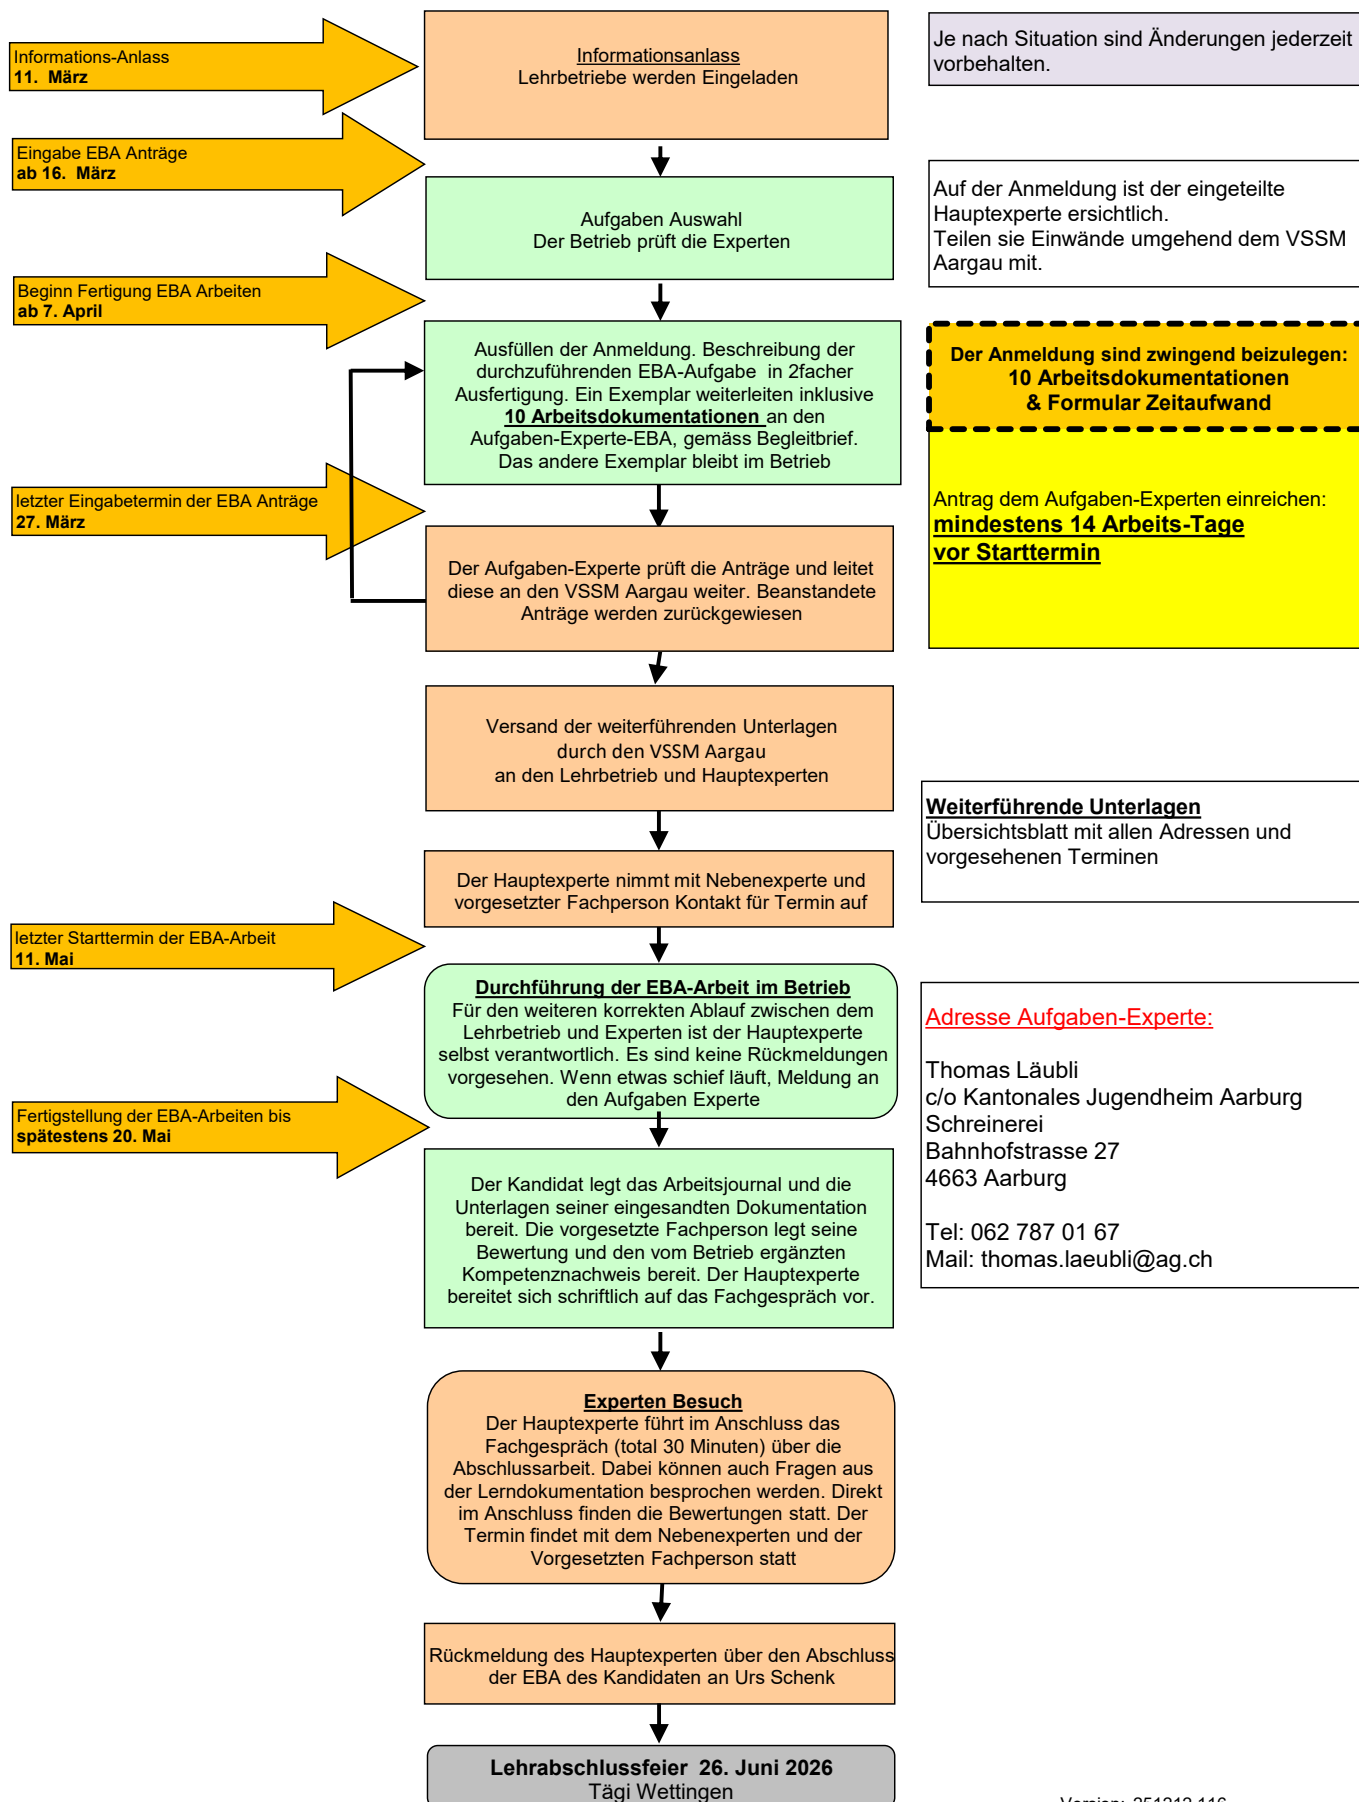 Informations-Anlass
11. März
Informationsanlass
Lehrbetriebe werden Eingeladen
Je nach Situation sind Änderungen jederzeit
vorbehalten.
Eingabe EBA Anträge
ab 16. März
Aufgaben Auswahl
Der Betrieb prüft die Experten
Auf der Anmeldung ist der eingeteilte
Hauptexperte ersichtlich.
Teilen sie Einwände umgehend dem VSSM
Aargau mit.
Beginn Fertigung EBA Arbeiten
ab 7. April
Ausfüllen der Anmeldung. Beschreibung der
durchzuführenden EBA-Aufgabe in 2facher
Ausfertigung. Ein Exemplar weiterleiten inklusive
10 Arbeitsdokumentationen an den
Aufgaben-Experte-EBA, gemäss Begleitbrief.
Das andere Exemplar bleibt im Betrieb
Der Anmeldung sind zwingend beizulegen:
10 Arbeitsdokumentationen
& Formular Zeitaufwand
letzter Eingabetermin der EBA Anträge
27. März
Antrag dem Aufgaben-Experten einreichen:
mindestens 14 Arbeits-Tage
vor Starttermin
Der Aufgaben-Experte prüft die Anträge und leitet
diese an den VSSM Aargau weiter. Beanstandete
Anträge werden zurückgewiesen
Versand der weiterführenden Unterlagen
durch den VSSM Aargau
an den Lehrbetrieb und Hauptexperten
Weiterführende Unterlagen
Übersichtsblatt mit allen Adressen und
vorgesehenen Terminen
Der Hauptexperte nimmt mit Nebenexperte und
vorgesetzter Fachperson Kontakt für Termin auf
letzter Starttermin der EBA-Arbeit
11. Mai
Durchführung der EBA-Arbeit im Betrieb
Für den weiteren korrekten Ablauf zwischen dem
Lehrbetrieb und Experten ist der Hauptexperte
selbst verantwortlich. Es sind keine Rückmeldungen
vorgesehen. Wenn etwas schief läuft, Meldung an
den Aufgaben Experte
Adresse Aufgaben-Experte:
Thomas Läubli
c/o Kantonales Jugendheim Aarburg
Schreinerei
Bahnhofstrasse 27
4663 Aarburg
Tel: 062 787 01 67
Mail: thomas.laeubli@ag.ch
Fertigstellung der EBA-Arbeiten bis
spätestens 20. Mai
Der Kandidat legt das Arbeitsjournal und die
Unterlagen seiner eingesandten Dokumentation
bereit. Die vorgesetzte Fachperson legt seine
Bewertung und den vom Betrieb ergänzten
Kompetenznachweis bereit. Der Hauptexperte
bereitet sich schriftlich auf das Fachgespräch vor.
Experten Besuch
Der Hauptexperte führt im Anschluss das
Fachgespräch (total 30 Minuten) über die
Abschlussarbeit. Dabei können auch Fragen aus
der Lerndokumentation besprochen werden. Direkt
im Anschluss finden die Bewertungen statt. Der
Termin findet mit dem Nebenexperten und der
Vorgesetzten Fachperson statt
Rückmeldung des Hauptexperten über den Abschluss
der EBA des Kandidaten an Urs Schenk
Lehrabschlussfeier 26. Juni 2026
Tägi Wettingen